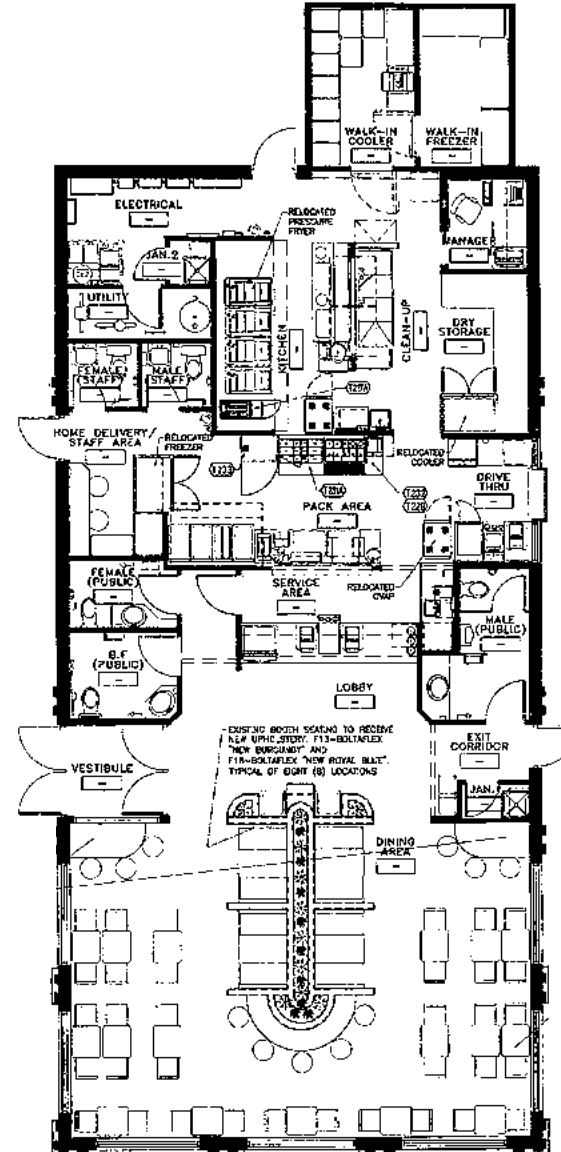 WALK-IN
COOLER
WALK-IN
FREEZER
ELECTRICAL
RELOCATED
PRESSURE
FRYER
MANAGER
JAN.2
UTILITY
KITCHEN
CLEAN-UP
DRY
STORAGE
FEMALE
(STAFF)
MALE
(STAFF)
HOME DELIVERY/
STAFF AREA
RELOCATED
FREEZER
RELOCATED
COOLER
DRIVE
THRU
PACK AREA
FEMALE
(PUBLIC)
SERVICE
AREA
RELOCATED
CVAP
MALE
(PUBLIC)
B.F
(PUBLIC)
LOBBY
EXISTING BOOTH SEATING TO RECEIVE
NEW UPHLSTERY. F13-BOLTAFLEX
"NEW BURGUNDY" AND
F18-BOLTAFLEX "NEW ROYAL BLUE".
TYPICAL OF EIGHT (8) LOCATIONS
EXIT
CORRIDOR
VESTIBULE
JAN.1
DINING
AREA